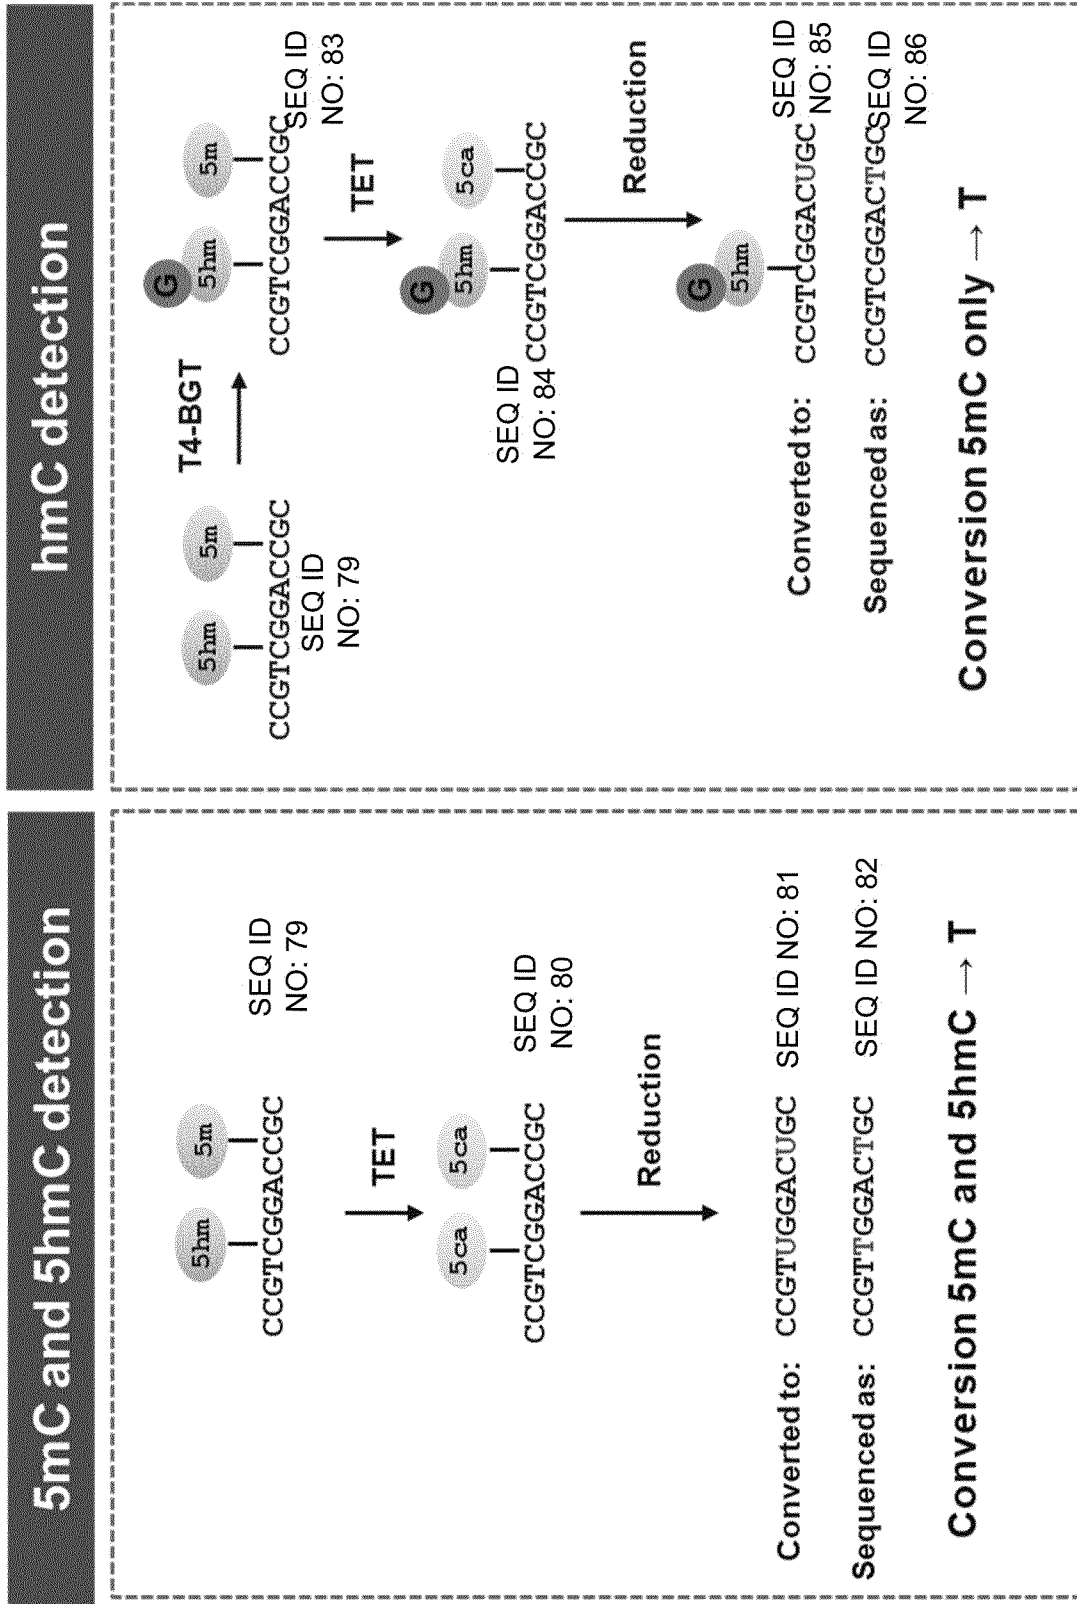 5mC and 5hmC detection
5hm
5m
CCGTCGGACCGC
SEQ ID
NO: 79
TET
5ca
5ca
CCGTCGGACCGC
SEQ ID
NO: 80
Reduction
Converted to: CCGTUGGACUGC SEQ ID NO: 81
Sequenced as: CCGTTGGACTGC SEQ ID NO: 82
Conversion 5mC and 5hmC → T
hmC detection
5hm
5m
CCGTCGGACCGC
SEQ ID
NO: 79
T4-BGT
G
5hm
5m
CCGTCGGACCGC
SEQ ID
NO: 83
TET
G
5hm
5ca
SEQ ID
NO: 84
CCGTCGGACCGC
Reduction
G
5hm
Converted to: CCGTCGGACUGC
SEQ ID
NO: 85
Sequenced as: CCGTCGGACTGC
SEQ ID
NO: 86
Conversion 5mC only → T